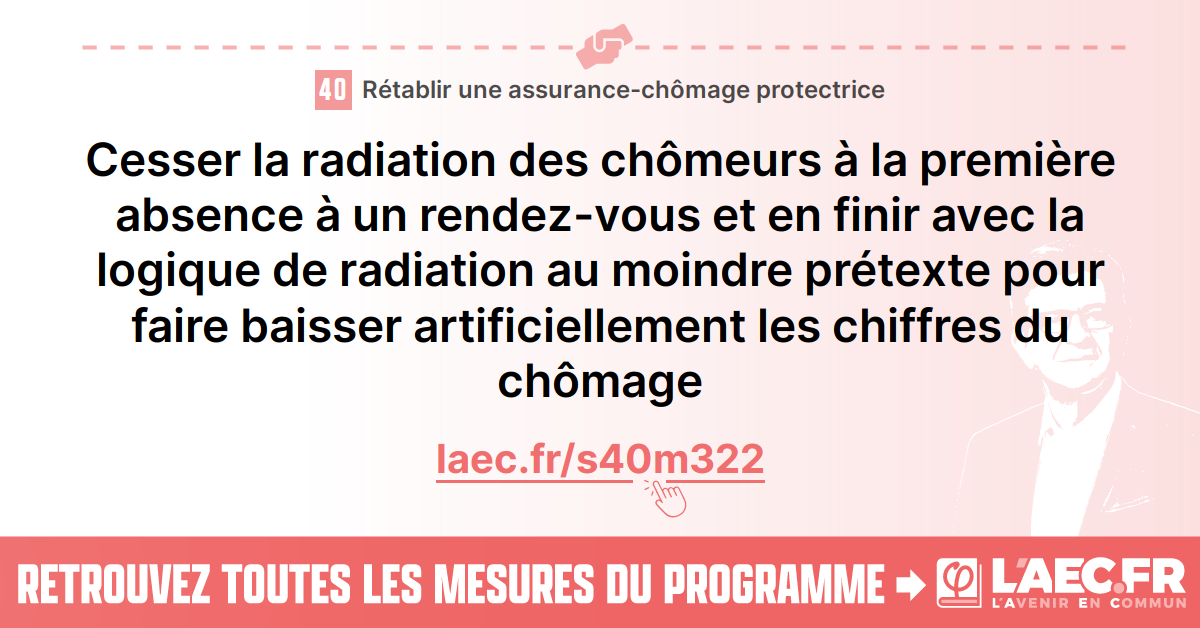 40 Rétablir une assurance-chômage protectrice
Cesser la radiation des chômeurs à la première
absence à un rendez-vous et en finir avec la
logique de radiation au moindre prétexte pour
faire baisser artificiellement les chiffres du
chômage
laec.fr/s40m322
RETROUVEZ TOUTES LES MESURES DU PROGRAMME
φ L'AEC.FR
L'AVENIR EN COMMUN